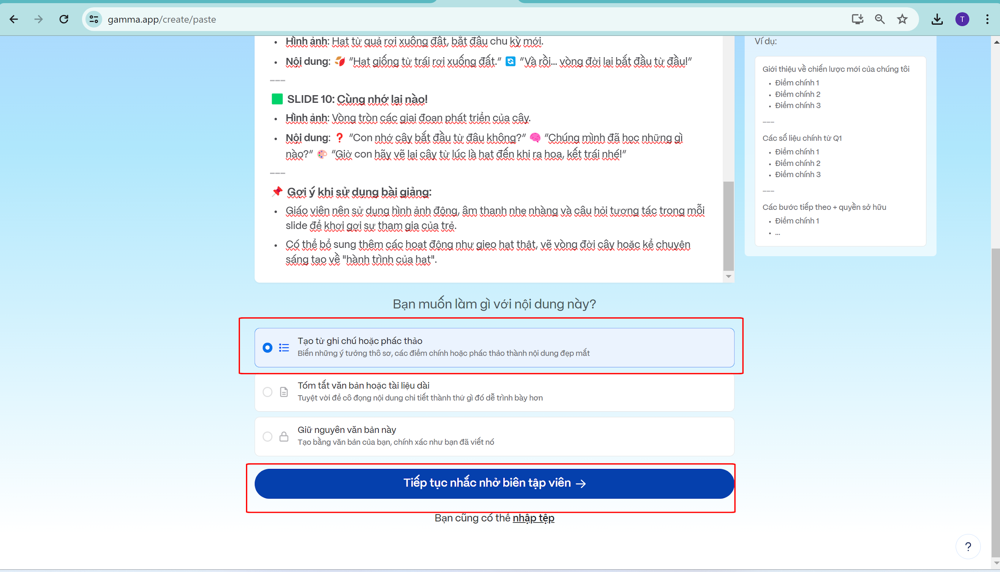 gamma.app/create/paste
T
Hình ảnh: Hạt từ quả rơi xuống đất, bắt đầu chu kỳ mới.
Nội dung: 🍂 “Hạt giống từ trái rơi xuống đất.” 🔄 “Và rồi… vòng đời lại bắt đầu từ đầu!”
---
🟩 SLIDE 10: Cùng nhớ lại nào!
Hình ảnh: Vòng tròn các giai đoạn phát triển của cây.
Nội dung: ❓ “Con nhớ cây bắt đầu từ đâu không?” 🧠 “Chúng mình đã học những gì
nào?” 🎨 “Giờ con hãy vẽ lại cây từ lúc là hạt đến khi ra hoa, kết trái nhé!”
---
📌 Gợi ý khi sử dụng bài giảng:
Giáo viên nên sử dụng hình ảnh động, âm thanh nhẹ nhàng và câu hỏi tương tác trong mỗi
slide để khơi gợi sự tham gia của trẻ.
Có thể bổ sung thêm các hoạt động như gieo hạt thật, vẽ vòng đời cây hoặc kể chuyện
sáng tạo về "hành trình của hạt".
Ví dụ:
Giới thiệu về chiến lược mới của chúng tôi
Điểm chính 1
Điểm chính 2
Điểm chính 3
---
Các số liệu chính từ Q1
Điểm chính 1
Điểm chính 2
Điểm chính 3
---
Các bước tiếp theo + quyền sở hữu
Điểm chính 1
...
Bạn muốn làm gì với nội dung này?
Tạo từ ghi chú hoặc phác thảo
Biến những ý tưởng thô sơ, các điểm chính hoặc phác thảo thành nội dung đẹp mắt
Tóm tắt văn bản hoặc tài liệu dài
Tuyệt vời để cô đọng nội dung chi tiết thành thứ gì đó dễ trình bày hơn
Giữ nguyên văn bản này
Tạo bằng văn bản của bạn, chính xác như bạn đã viết nó
Tiếp tục nhắc nhở biên tập viên →
Bạn cũng có thể nhập tệp
?